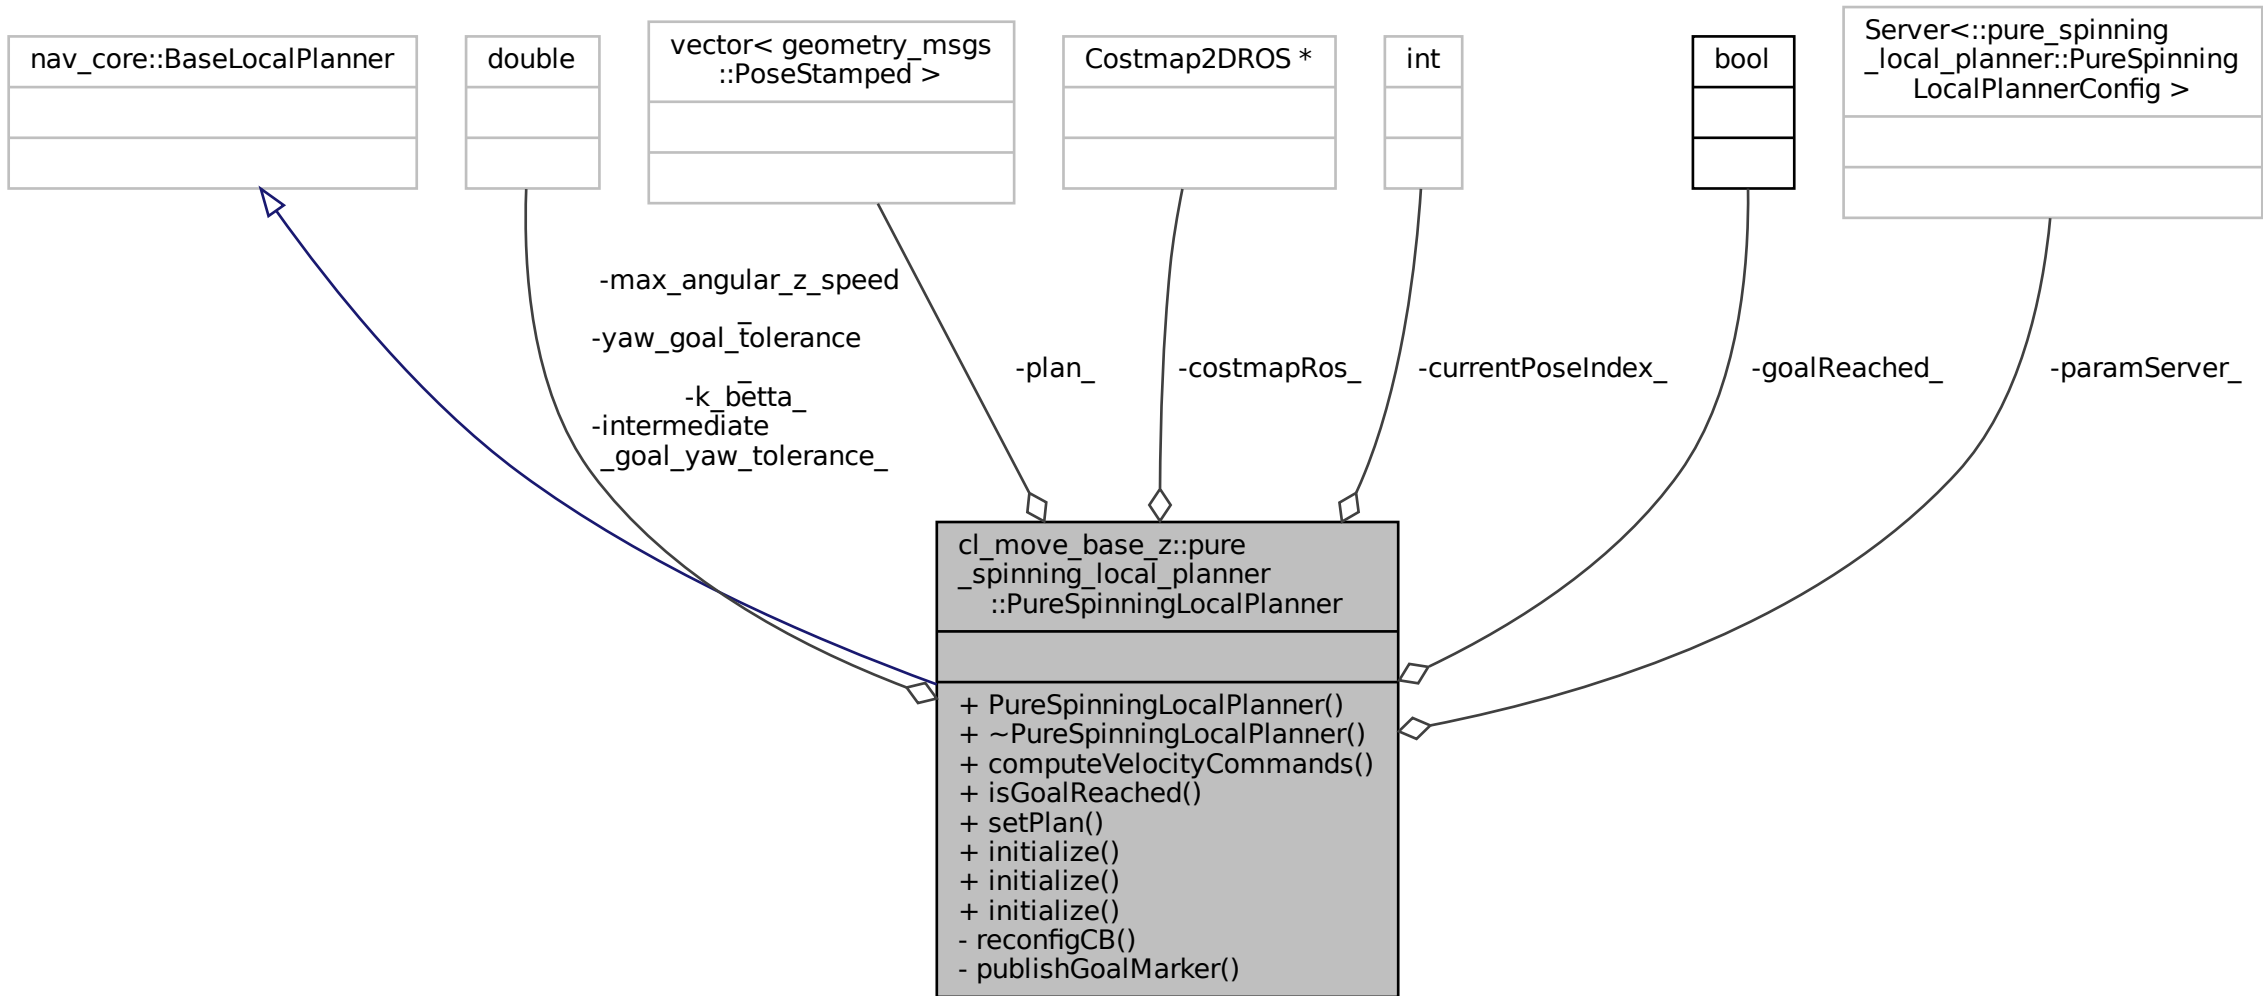 nav_core::BaseLocalPlanner
double
vector< geometry_msgs
::PoseStamped >
Costmap2DROS *
int
bool
Server<::pure_spinning
_local_planner::PureSpinning
LocalPlannerConfig >
-max_angular_z_speed
_
-yaw_goal_tolerance
_
-k_betta_
-intermediate
_goal_yaw_tolerance_
-plan_
-costmapRos_
-currentPoseIndex_
-goalReached_
-paramServer_
cl_move_base_z::pure
_spinning_local_planner
::PureSpinningLocalPlanner
+ PureSpinningLocalPlanner()
+ ~PureSpinningLocalPlanner()
+ computeVelocityCommands()
+ isGoalReached()
+ setPlan()
+ initialize()
+ initialize()
+ initialize()
- reconfigCB()
- publishGoalMarker()